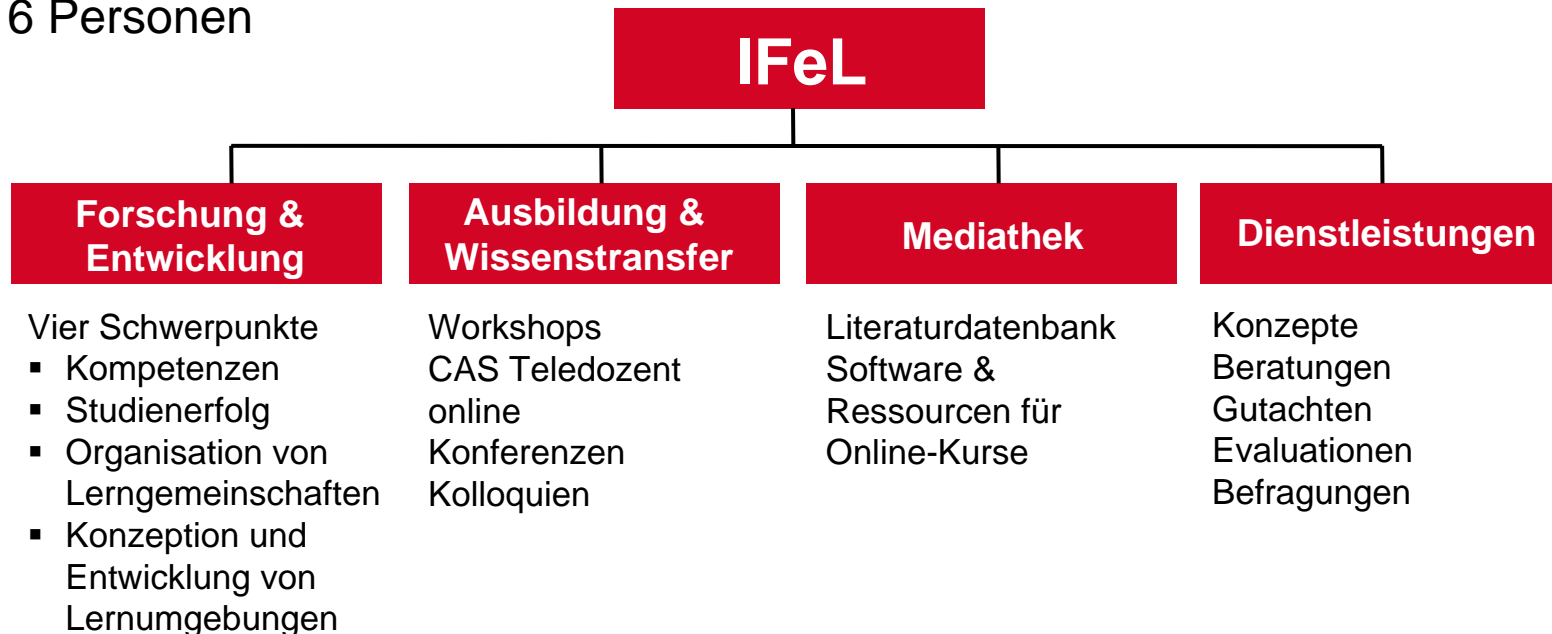 6 Personen
IFeL
Forschung &
Entwicklung
Vier Schwerpunkte
▪ Kompetenzen
▪ Studienerfolg
▪ Organisation von
Lerngemeinschaften
▪ Konzeption und
Entwicklung von
Lernumgebungen
Ausbildung &
Wissenstransfer
Workshops
CAS Teledozent
online
Konferenzen
Kolloquien
Mediathek
Literaturdatenbank
Software &
Ressourcen für
Online-Kurse
Dienstleistungen
Konzepte
Beratungen
Gutachten
Evaluationen
Befragungen